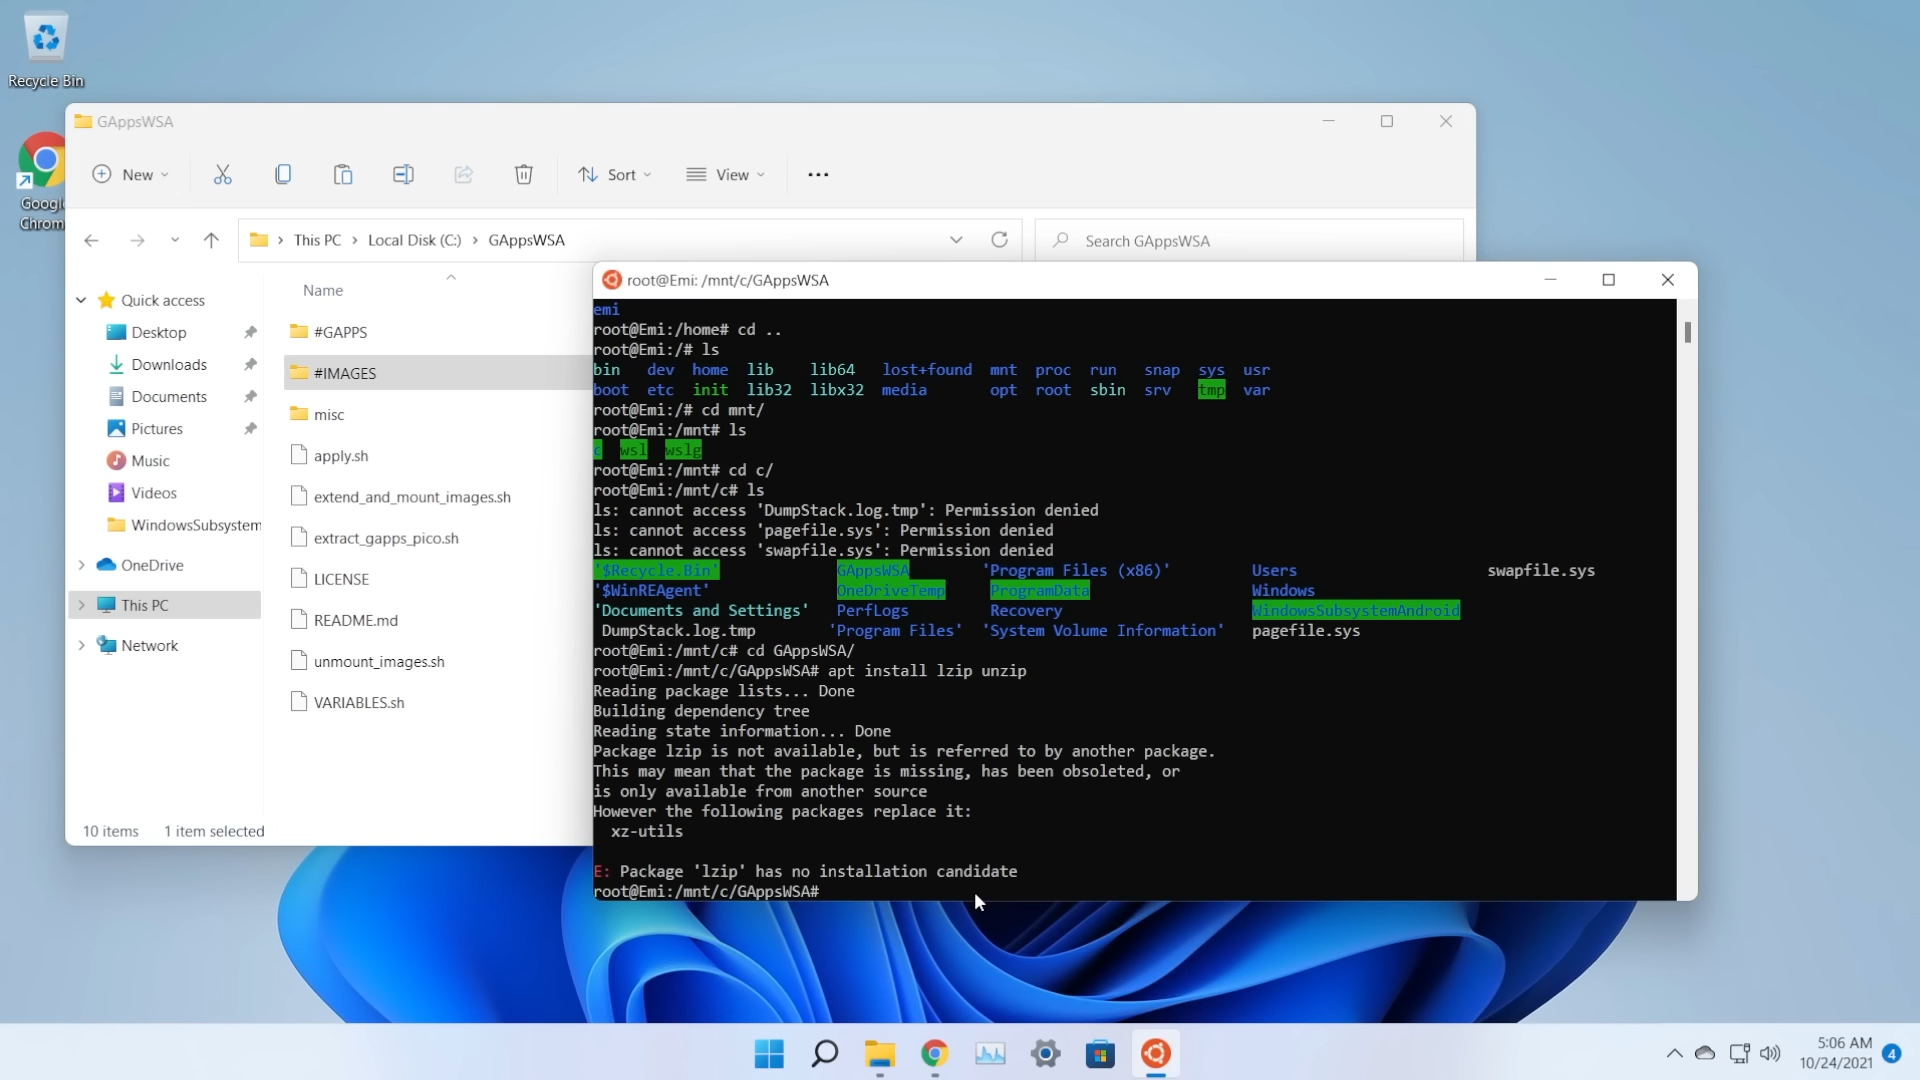 Recycle Bin
Google
Chrom
GAppsWSA
New
Sort
View
This PC
Local Disk (C:)
GAppsWSA
Search GAppsWSA
Quick access
Desktop
Downloads
Documents
Pictures
Music
Videos
WindowsSubsystem
OneDrive
This PC
Network
Name
#GAPPS
#IMAGES
misc
apply.sh
extend_and_mount_images.sh
extract_gapps_pico.sh
LICENSE
README.md
unmount_images.sh
VARIABLES.sh
10 items 1 item selected
root@Emi: /mnt/c/GAppsWSA
emi
root@Emi:/home# cd ..
root@Emi:/# ls
bin dev home lib lib64 lost+found mnt proc run snap sys usr
boot etc init lib32 libx32 media opt root sbin srv tmp var
root@Emi:/# cd mnt/
root@Emi:/mnt# ls
c wsl wslg
root@Emi:/mnt# cd c/
root@Emi:/mnt/c# ls
ls: cannot access 'DumpStack.log.tmp': Permission denied
ls: cannot access 'pagefile.sys': Permission denied
ls: cannot access 'swapfile.sys': Permission denied
'$Recycle.Bin' GAppsWSA 'Program Files (x86)' Users swapfile.sys
'$WinREAgent' OneDriveTemp ProgramData Windows
'Documents and Settings' PerfLogs Recovery WindowsSubsystemAndroid
DumpStack.log.tmp 'Program Files' 'System Volume Information' pagefile.sys
root@Emi:/mnt/c# cd GAppsWSA/
root@Emi:/mnt/c/GAppsWSA# apt install lzip unzip
Reading package lists... Done
Building dependency tree
Reading state information... Done
Package lzip is not available, but is referred to by another package.
This may mean that the package is missing, has been obsoleted, or
is only available from another source
However the following packages replace it:
xz-utils
E: Package 'lzip' has no installation candidate
root@Emi:/mnt/c/GAppsWSA#
5:06 AM
10/24/2021
4